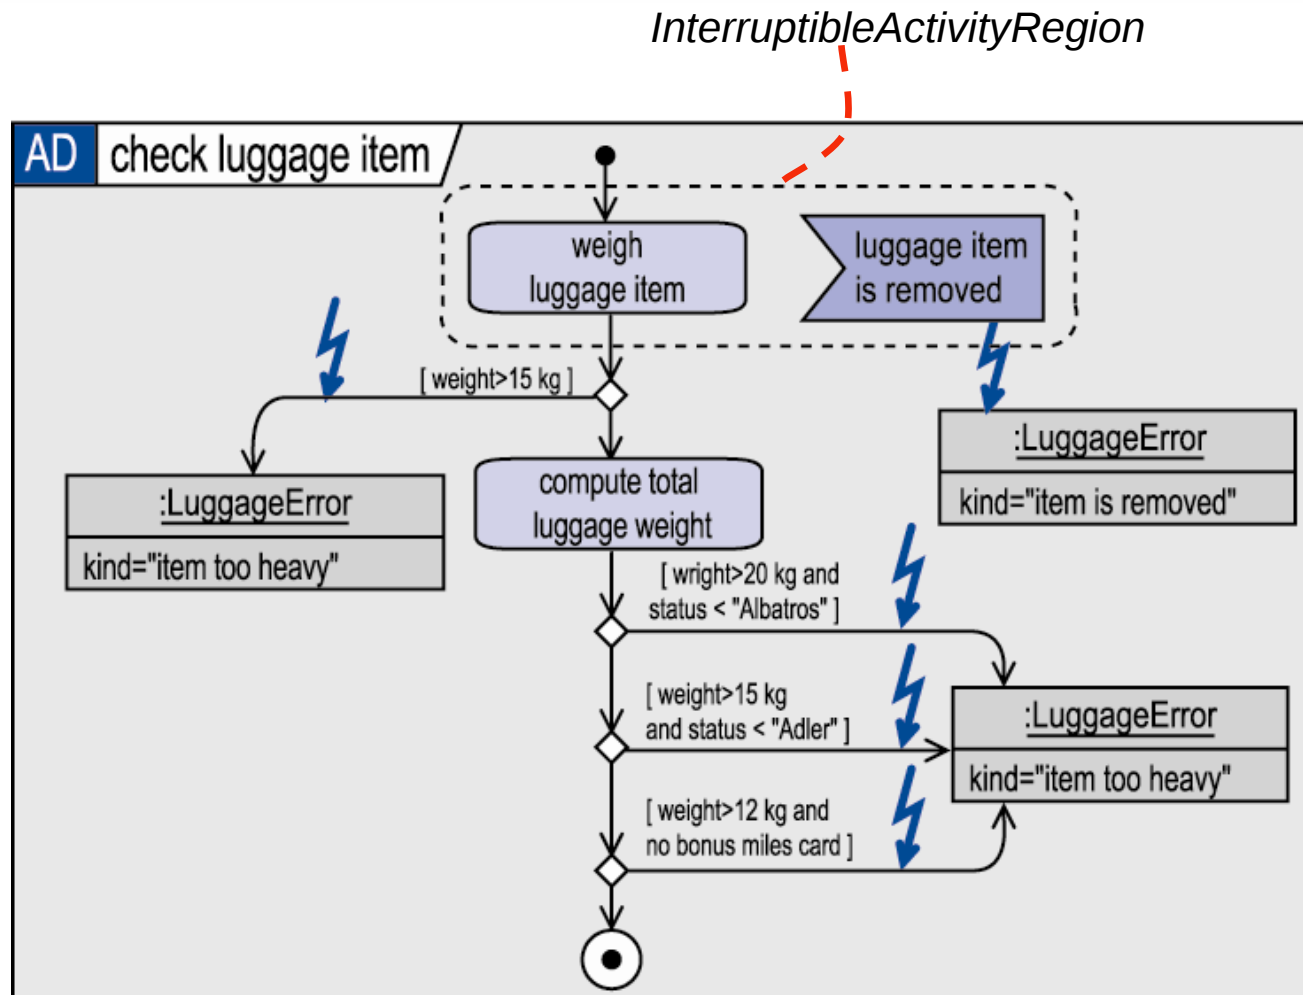 InterruptibleActivityRegion
AD check luggage item
weigh
luggage item
luggage item
is removed
[ weight>15 kg ]
:LuggageError
kind="item is removed"
:LuggageError
kind="item too heavy"
compute total
luggage weight
[ wright>20 kg and
status < "Albatros" ]
[ weight>15 kg
and status < "Adler" ]
:LuggageError
kind="item too heavy"
[ weight>12 kg and
no bonus miles card ]